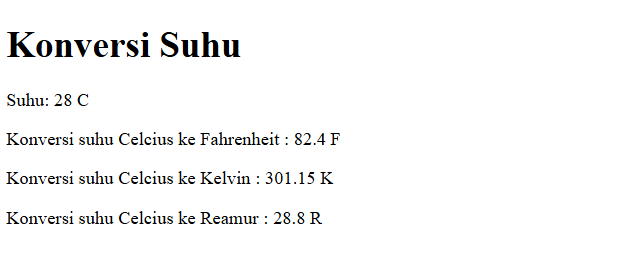 Konversi Suhu
Suhu: 28 C
Konversi suhu Celcius ke Fahrenheit : 82.4 F
Konversi suhu Celcius ke Kelvin : 301.15 K
Konversi suhu Celcius ke Reamur : 28.8 R